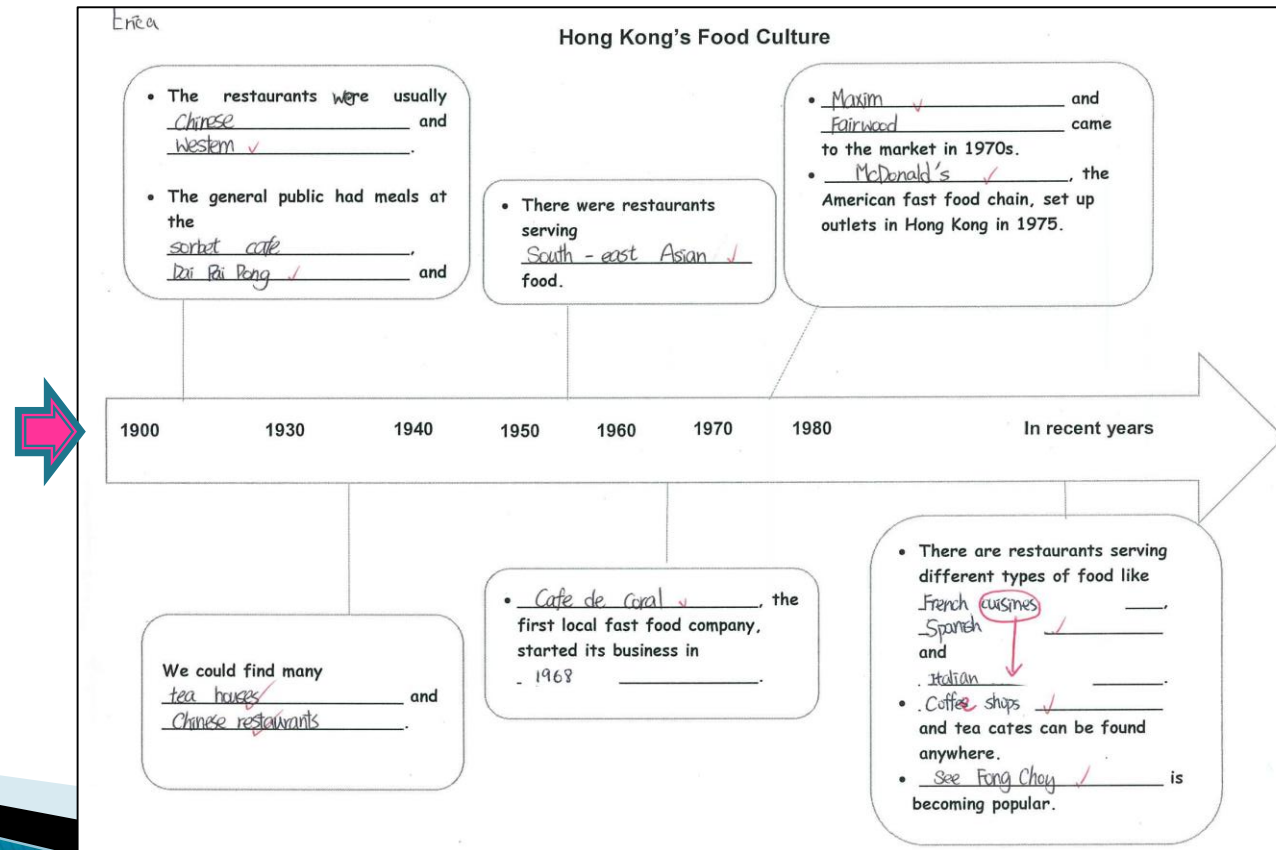 Erica
Hong Kong's Food Culture
• The restaurants were usually
Chinese and
Western .
• The general public had meals at
the
sorbet cafe ,
Dai Pai Dong and
• There were restaurants
serving
South - east Asian
food.
• Maxim and
Fairwood came
to the market in 1970s.
• McDonald's , the
American fast food chain, set up
outlets in Hong Kong in 1975.
1900 1930 1940 1950 1960 1970 1980 In recent years
We could find many
tea houses and
Chinese restaurants .
• Cafe de Coral , the
first local fast food company,
started its business in
1968 .
• There are restaurants serving
different types of food like
French cuisines ,
Spanish
and
Italian .
• Coffee shops
and tea cates can be found
anywhere.
• See Fong Choy is
becoming popular.